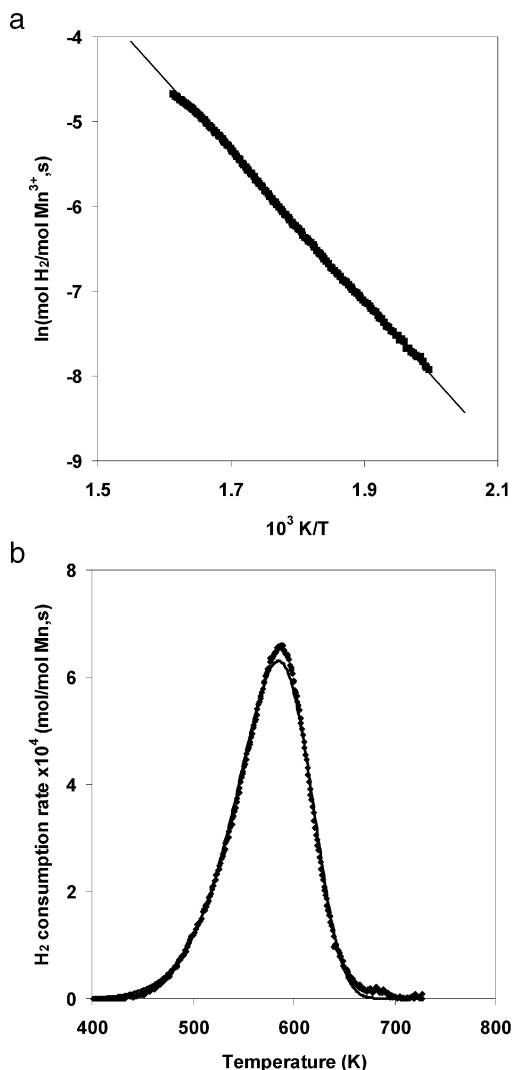 a
-4
-5
-6
-7
-8
-9
ln(mol H₂/mol Mn³⁺,s)
1.5 1.7 1.9 2.1
10³ K/T
b
8
6
4
2
0
H₂ consumption rate x10⁴ (mol/mol Mn,s)
400 500 600 700 800
Temperature (K)